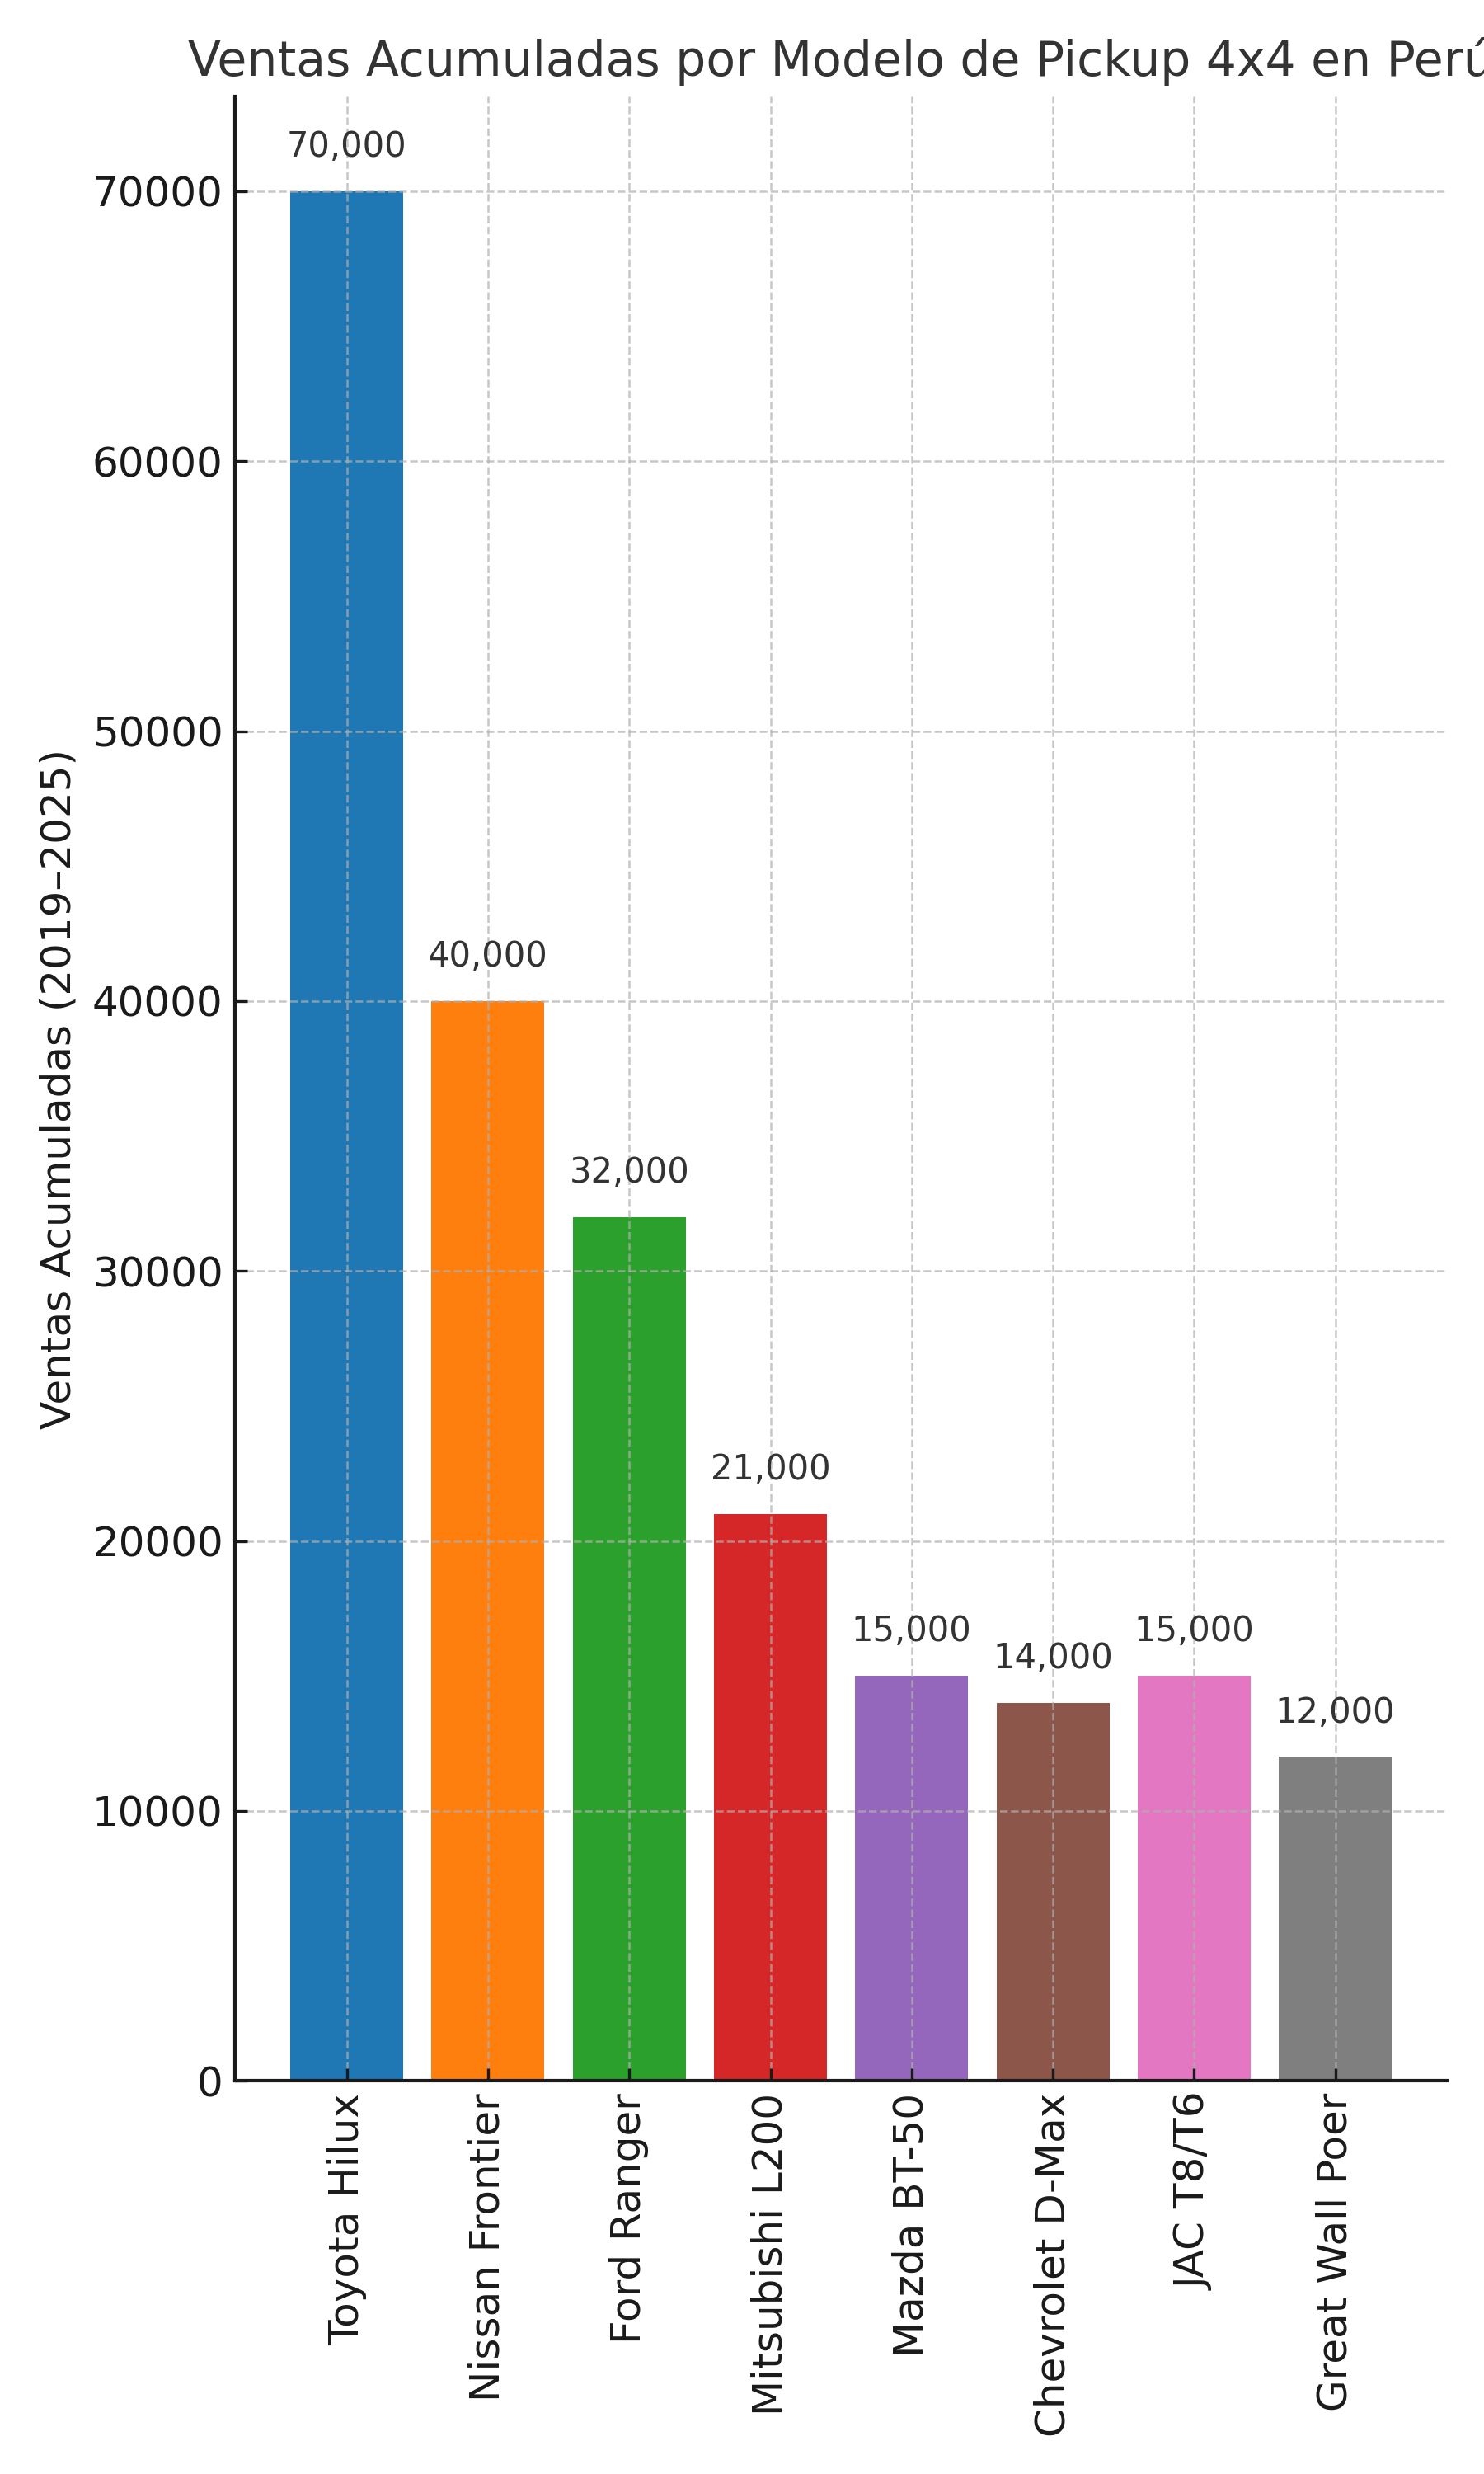 Ventas Acumuladas por Modelo de Pickup 4x4 en Perú
Ventas Acumuladas (2019–2025)
70000
60000
50000
40000
30000
20000
10000
0
70,000
40,000
32,000
21,000
15,000
14,000
15,000
12,000
Toyota Hilux
Nissan Frontier
Ford Ranger
Mitsubishi L200
Mazda BT-50
Chevrolet D-Max
JAC T8/T6
Great Wall Poer